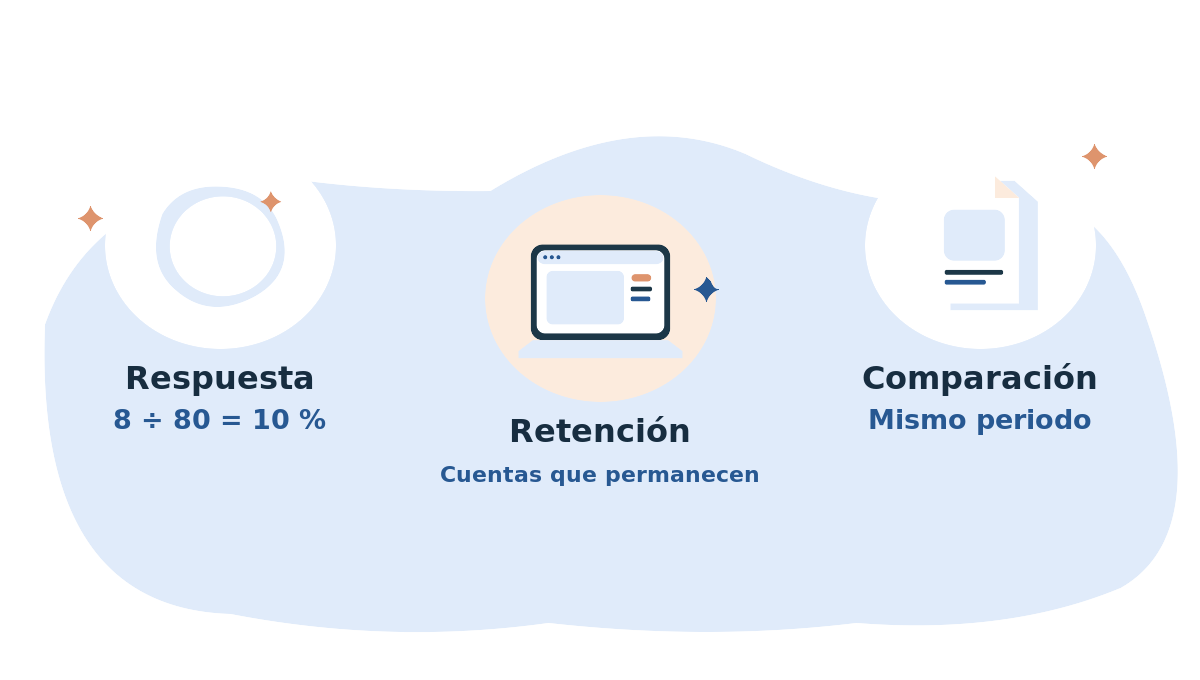 Respuesta
8 ÷ 80 = 10 %
Retención
Cuentas que permanecen
Comparación
Mismo periodo